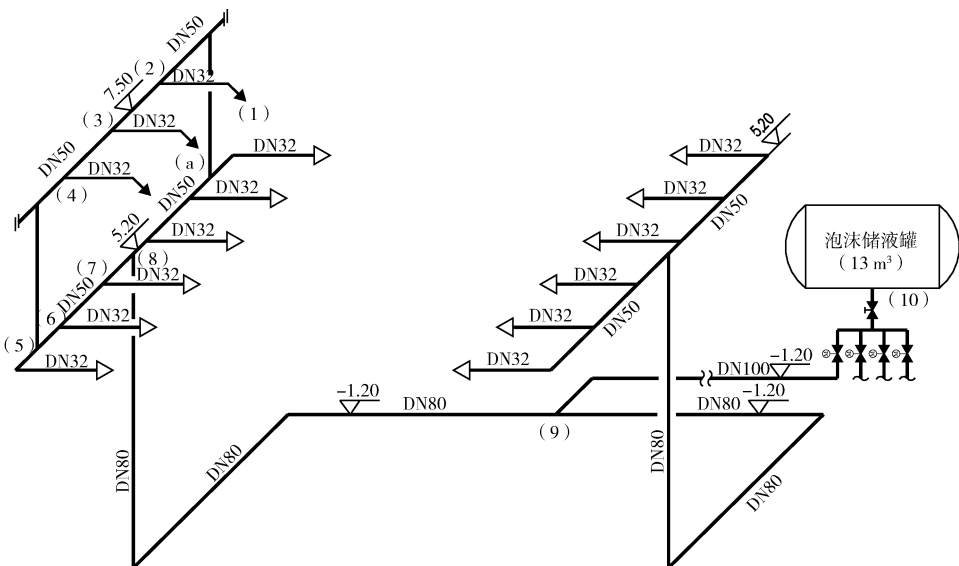 DN50
(2)
DN32
7.50
(1)
(3)
DN32
DN50
(a)
DN32
DN32
5.20
DN32
(4)
DN50
DN32
DN32
DN50
5.20
DN32
DN32
(8)
泡沫储液罐
(13 m³)
(7)
DN32
DN32
(10)
DN50
6)
DN32
DN32
DN50
(5)
DN32
DN32
-1.20
DN100
-1.20
DN80
DN80
-1.20
(9)
DN80
DN80
DN80
DN80